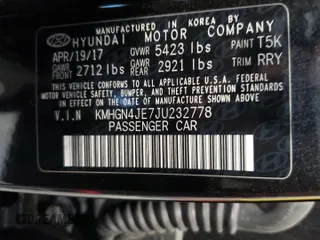 MANUFACTURED IN KOREA BY
HYUNDAI MOTOR COMPANY
APR/19/17 GVWR 5423 lbs PAINT T5K
GAWR FRONT 2712 lbs GAWR REAR 2921 lbs TRIM RRY
THIS VEHICLE CONFORMS TO ALL APPLICABLE FEDERAL MOTOR
VEHICLE SAFETY, BUMPER, AND THEFT PREVENTION STANDARDS
IN EFFECT ON THE DATE OF MANUFACTURE SHOWN ABOVE.
V.I.N KMHGN4JE7JU232778
PASSENGER CAR